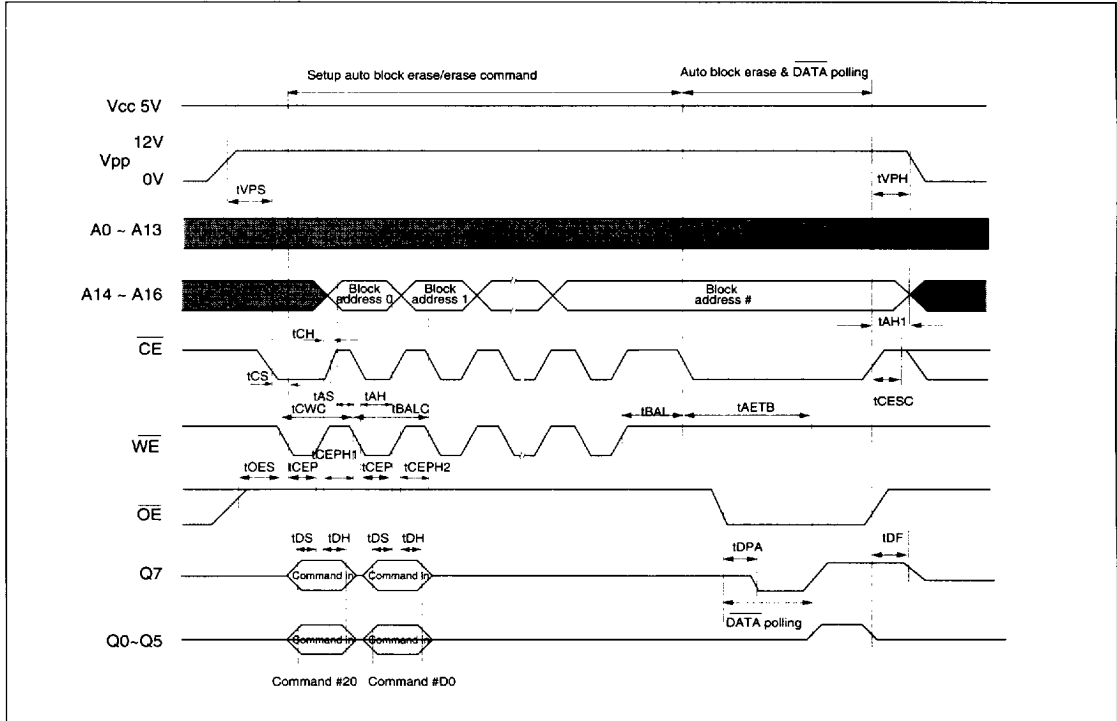 Setup auto block erase/erase command
Auto block erase & DATA polling
Vcc 5V
12V
Vpp
0V
tVPS
tVPH
A0 ~ A13
A14 ~ A16
Block address 0
Block address 1
Block address #
tAH1
tCH
CE
tCS
tCESC
tAS
tAH
tCWC
tBALC
tBAL
tAETB
WE
tCEPH1
tOES
tCEP
tCEP
tCEPH2
OE
tDS
tDH
tDS
tDH
tDPA
tDF
Q7
Command in
Command in
DATA polling
Q0~Q5
Command in
Command in
Command #20
Command #D0